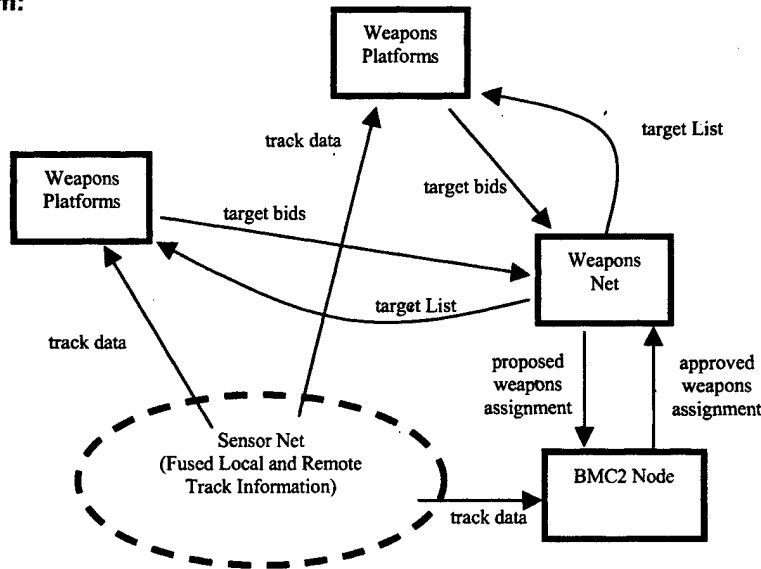 m:
Weapons
Platforms
track data
target List
Weapons
Platforms
target bids
target bids
Weapons
Net
target List
track data
proposed
weapons
assignment
approved
weapons
assignment
Sensor Net
(Fused Local and Remote
Track Information)
BMC2 Node
track data